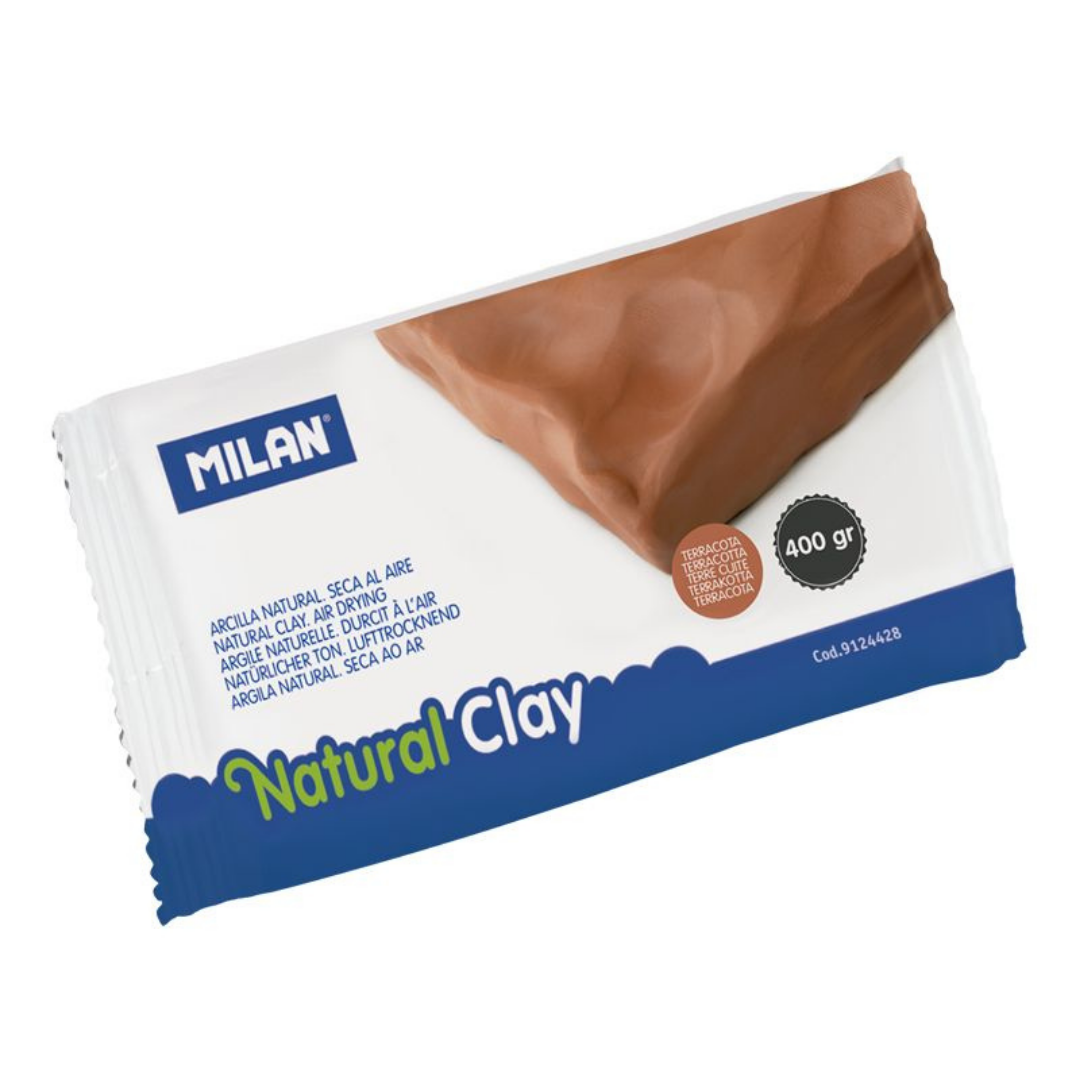 MILAN®
ARCILLA NATURAL. SECA AL AIRE
NATURAL CLAY. AIR DRYING
ARGILE NATURELLE. DURCIT À L'AIR
NATÜRLICHER TON. LUFTTROCKNEND
ARGILA NATURAL. SECA AO AR
TERRACOTA
TERRACOTTA
TERRE CUITE
TERRAKOTTA
TERRACOTA
400 gr
Cod.9124428
Natural Clay